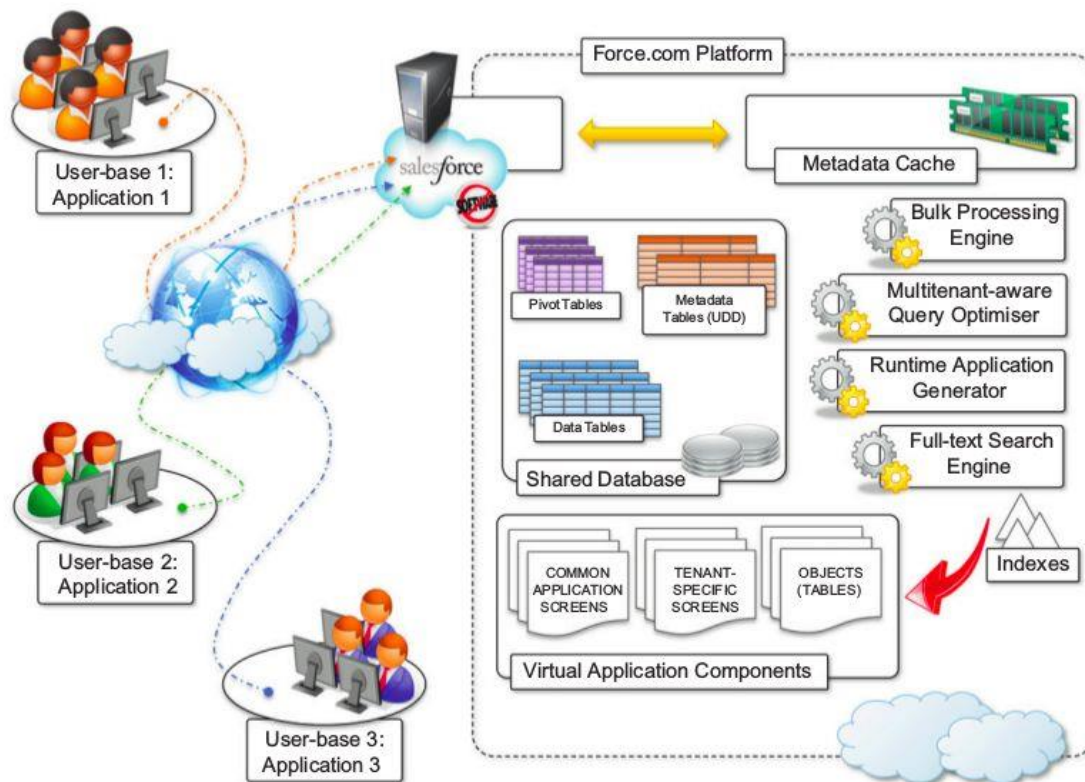 Force.com Platform
User-base 1:
Application 1
salesforce
SOFTWARE
Metadata Cache
Bulk Processing
Engine
Pivot Tables
Metadata
Tables (UDD)
Multitenant-aware
Query Optimiser
Runtime Application
Generator
Data Tables
Full-text Search
Engine
Shared Database
User-base 2:
Application 2
COMMON
APPLICATION
SCREENS
TENANT-
SPECIFIC
SCREENS
OBJECTS
(TABLES)
Indexes
Virtual Application Components
User-base 3:
Application 3